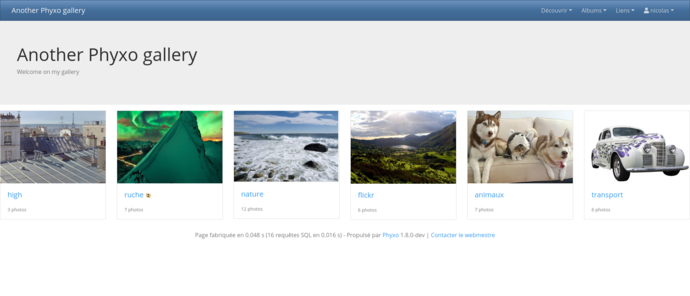 Another Phyxo gallery Découvrir Albums Liens nicolas
Another Phyxo gallery
Welcome on my gallery
high ruche nature flickr animaux transport
3 photos 7 photos 12 photos 6 photos 7 photos 6 photos
Page fabriquée en 0.048 s (16 requêtes SQL en 0.016 s) - Propulsé par Phyxo 1.8.0-dev | Contacter le webmestre